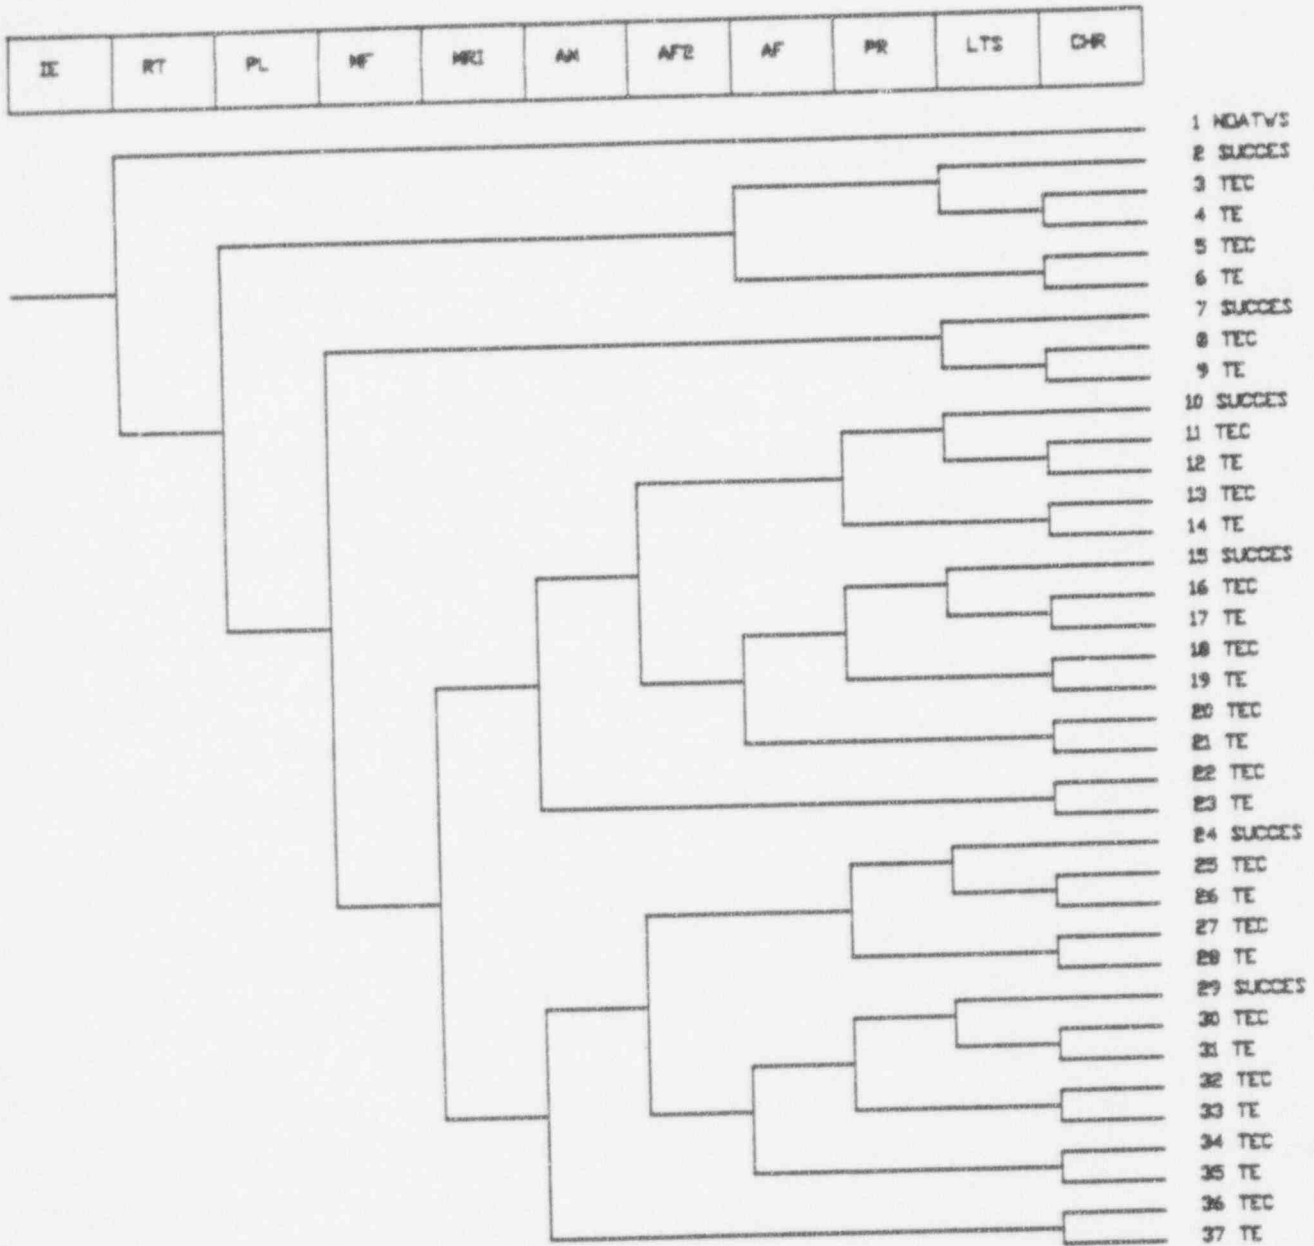 IE RT PL MF MRI AM AF2 AF PR LTS CHR
1 NOATWS
2 SUCCES
3 TEC
4 TE
5 TEC
6 TE
7 SUCCES
8 TEC
9 TE
10 SUCCES
11 TEC
12 TE
13 TEC
14 TE
15 SUCCES
16 TEC
17 TE
18 TEC
19 TE
20 TEC
21 TE
22 TEC
23 TE
24 SUCCES
25 TEC
26 TE
27 TEC
28 TE
29 SUCCES
30 TEC
31 TE
32 TEC
33 TE
34 TEC
35 TE
36 TEC
37 TE